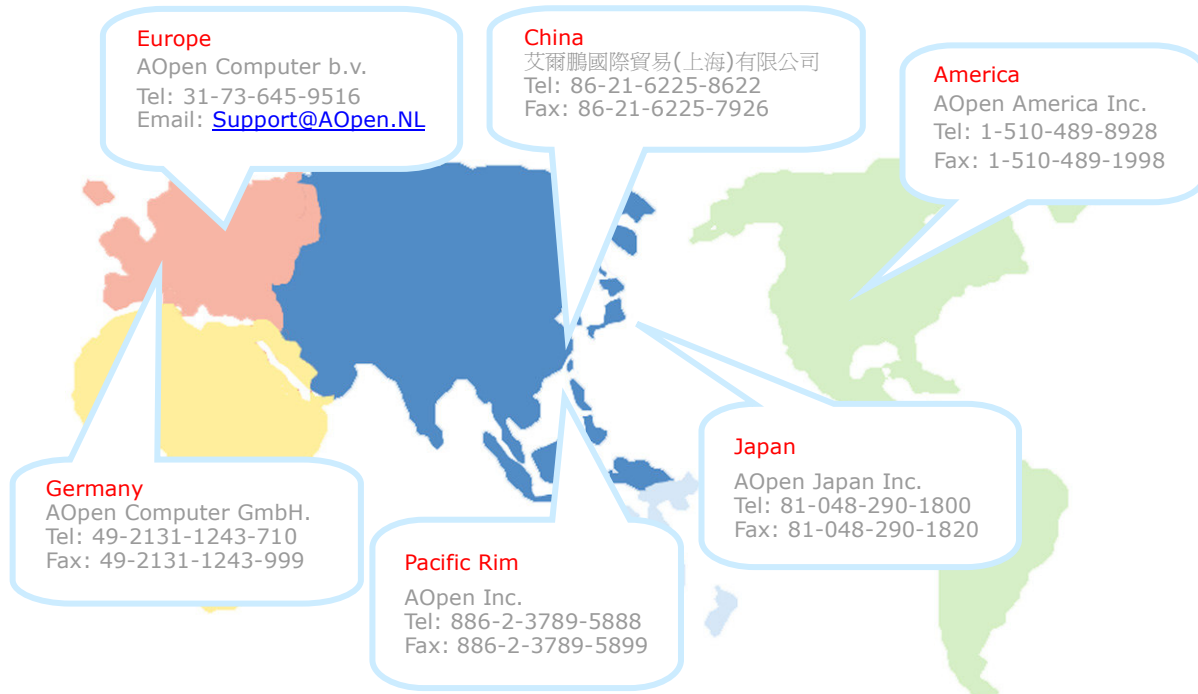 Europe
AOpen Computer b.v.
Tel: 31-73-645-9516
Email: Support@AOpen.NL
China
艾爾鵬國際貿易(上海)有限公司
Tel: 86-21-6225-8622
Fax: 86-21-6225-7926
America
AOpen America Inc.
Tel: 1-510-489-8928
Fax: 1-510-489-1998
Germany
AOpen Computer GmbH.
Tel: 49-2131-1243-710
Fax: 49-2131-1243-999
Pacific Rim
AOpen Inc.
Tel: 886-2-3789-5888
Fax: 886-2-3789-5899
Japan
AOpen Japan Inc.
Tel: 81-048-290-1800
Fax: 81-048-290-1820